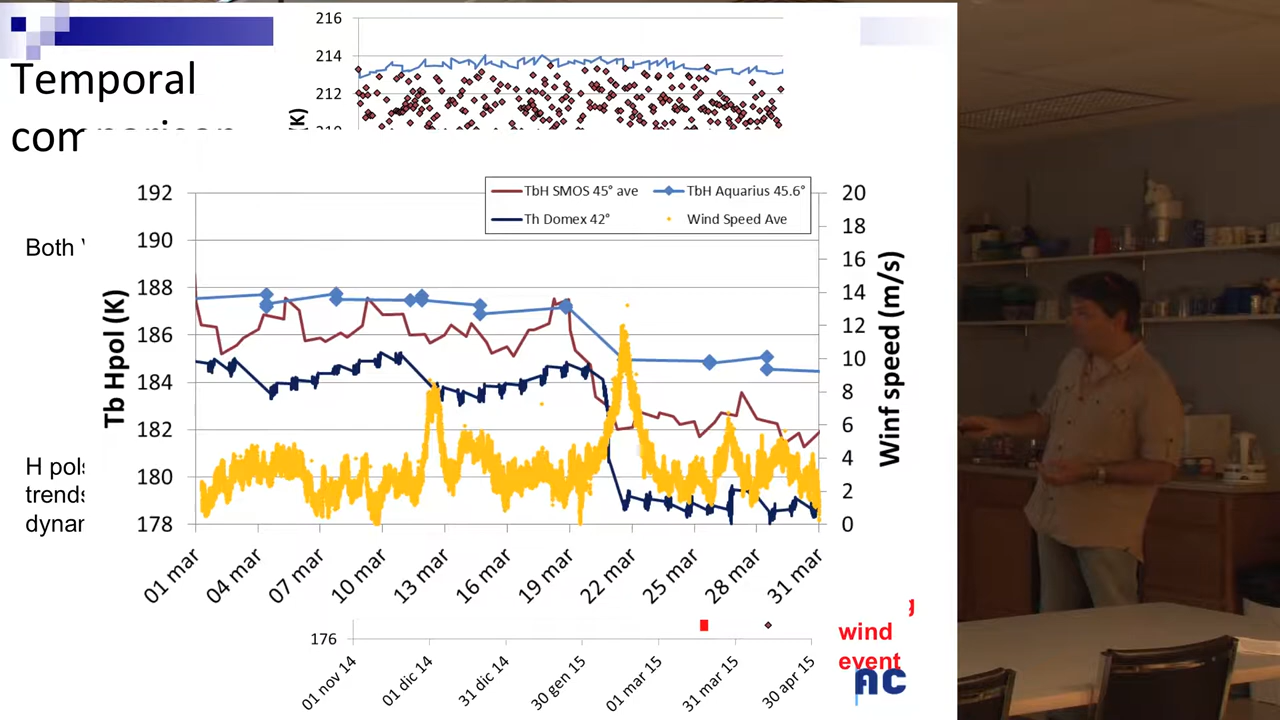 Temporal
216
214
212
(K)
192
190
188
186
184
182
180
178
Tb Hpol (K)
TbH SMOS 45° ave
TbH Aquarius 45.6°
Th Domex 42°
Wind Speed Ave
20
18
16
14
12
10
8
6
4
2
0
Winf speed (m/s)
01 mar
04 mar
07 mar
10 mar
13 mar
16 mar
19 mar
22 mar
25 mar
28 mar
31 mar
Both
H pol
trends
176
01 nov 14
01 dic 14
31 dic 14
30 gen 15
01 mar 15
31 mar 15
30 apr 15
wind
event
AC